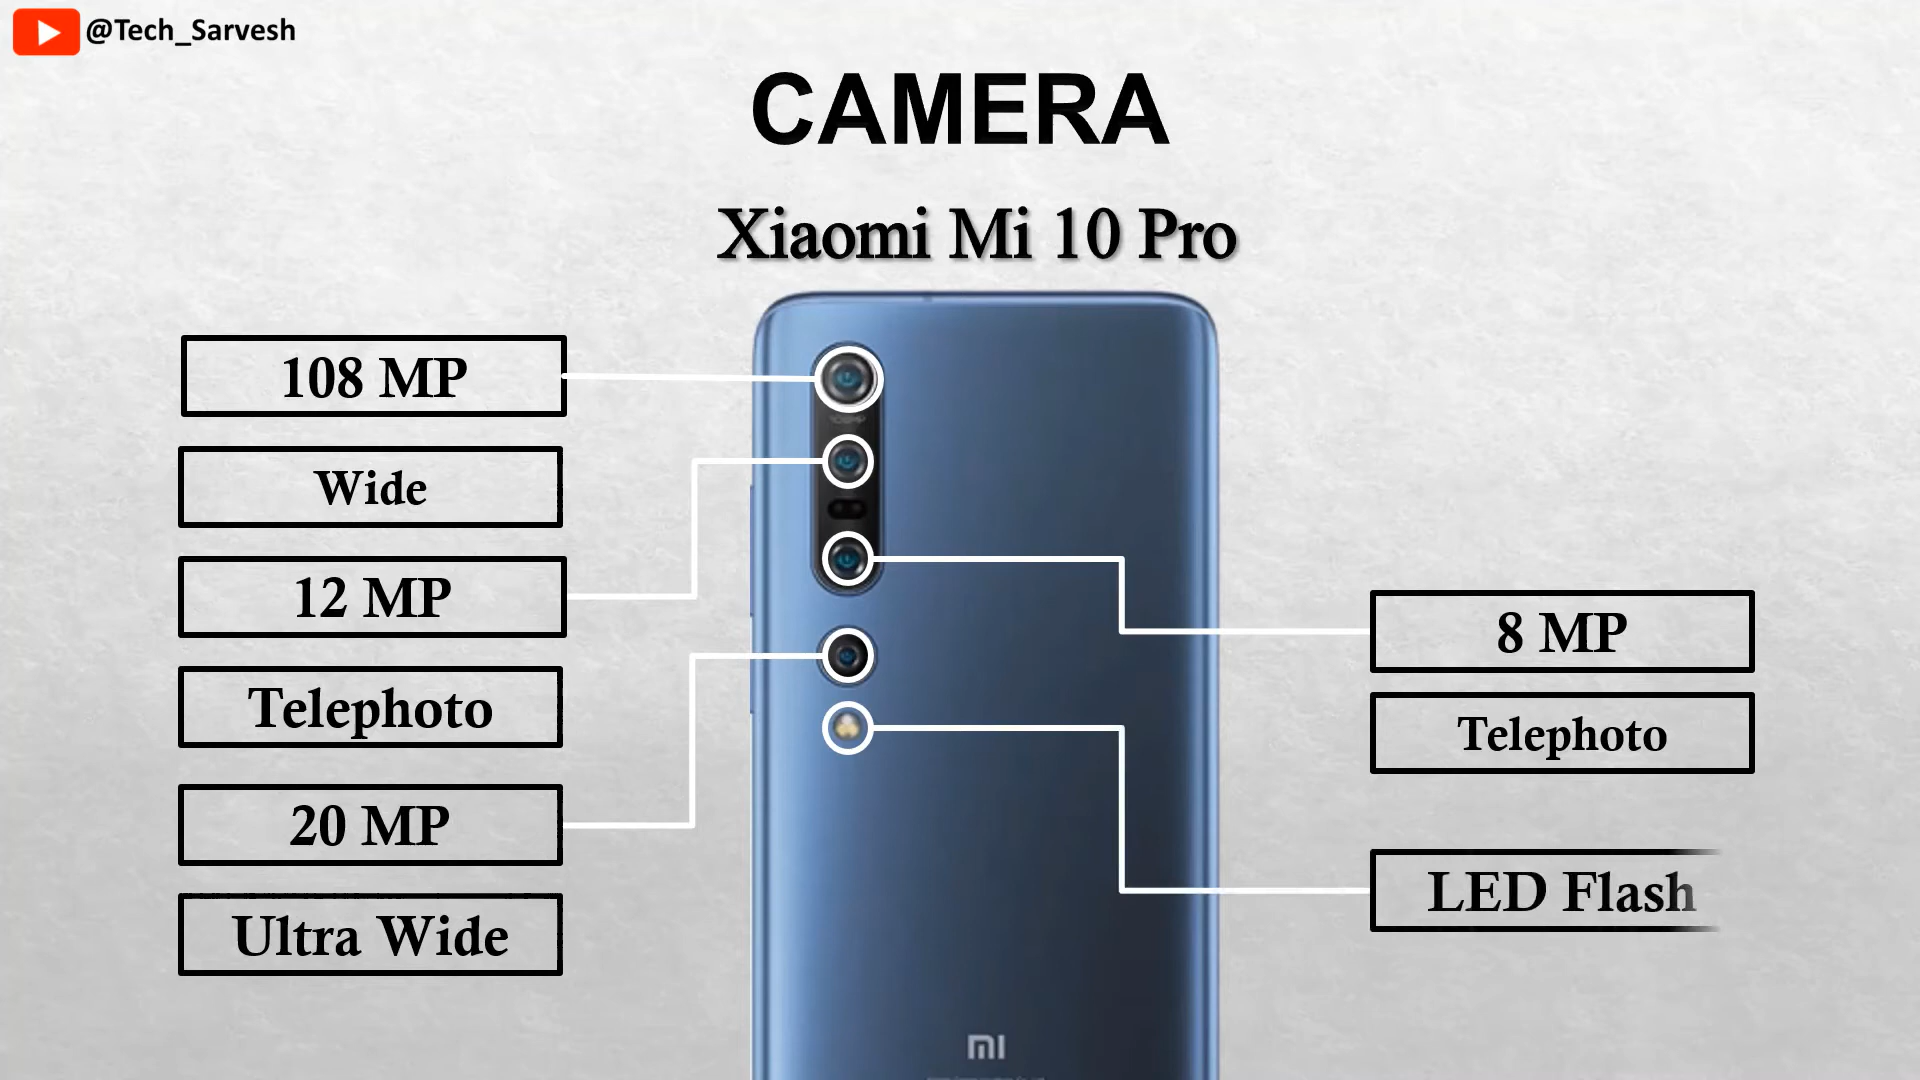 @Tech_Sarvesh
CAMERA
Xiaomi Mi 10 Pro
108 MP
Wide
12 MP
Telephoto
20 MP
Ultra Wide
8 MP
Telephoto
LED Flash
MI